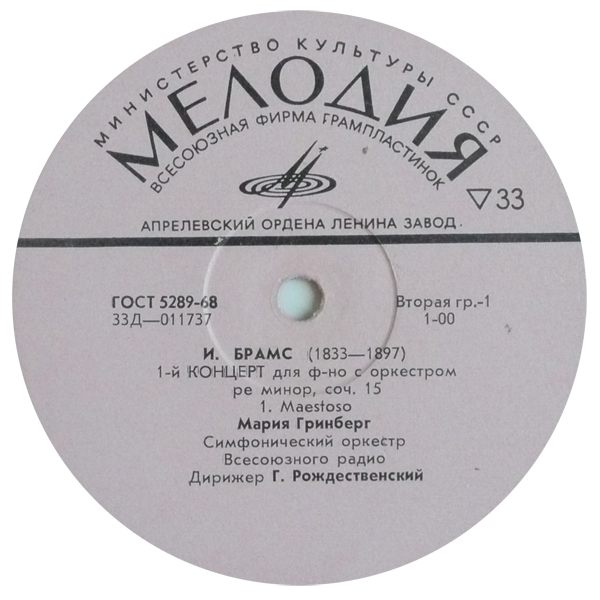 МИНИСТЕРСТВО КУЛЬТУРЫ СССР
МЕЛОДИЯ
ВСЕСОЮЗНАЯ ФИРМА ГРАМПЛАСТИНОК
▽33
АПРЕЛЕВСКИЙ ОРДЕНА ЛЕНИНА ЗАВОД.
ГОСТ 5289-68
Вторая гр.-1
33Д—011737
1-00
И. БРАМС (1833—1897)
1-й КОНЦЕРТ для ф-но с оркестром
ре минор, соч. 15
1. Maestoso
Мария Гринберг
Симфонический оркестр
Всесоюзного радио
Дирижер Г. Рождественский